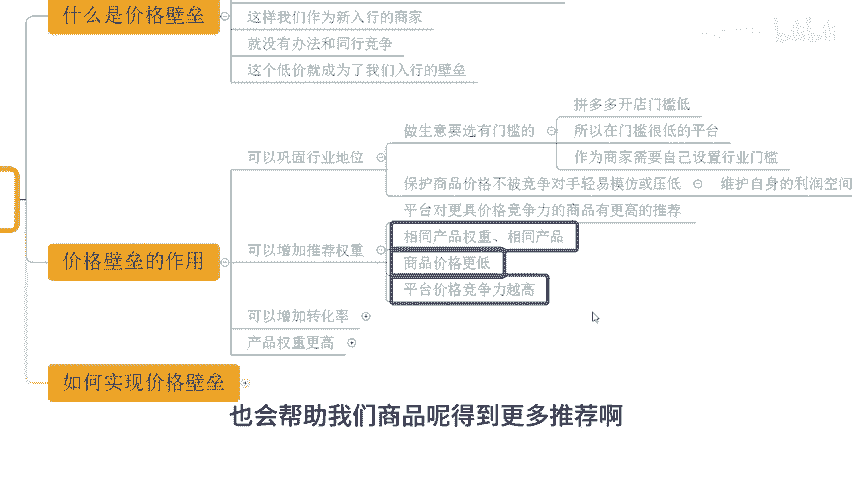 什么是价格壁垒
这样我们作为新入行的商家
就没有办法和同行竞争
这个低价就成为了我们入行的壁垒
拼多多开店门槛低
做生意要选有门槛的
所以在门槛很低的平台
可以巩固行业地位
作为商家需要自己设置行业门槛
保护商品价格不被竞争对手轻易模仿或压低
维护自身的利润空间
平台对更具价格竞争力的商品有更高的推荐
相同产品权重、相同产品
可以增加推荐权重
价格壁垒的作用
商品价格更低
平台价格竞争力越高
可以增加转化率
产品权重更高
如何实现价格壁垒
也会帮助我们商品呢得到更多推荐啊